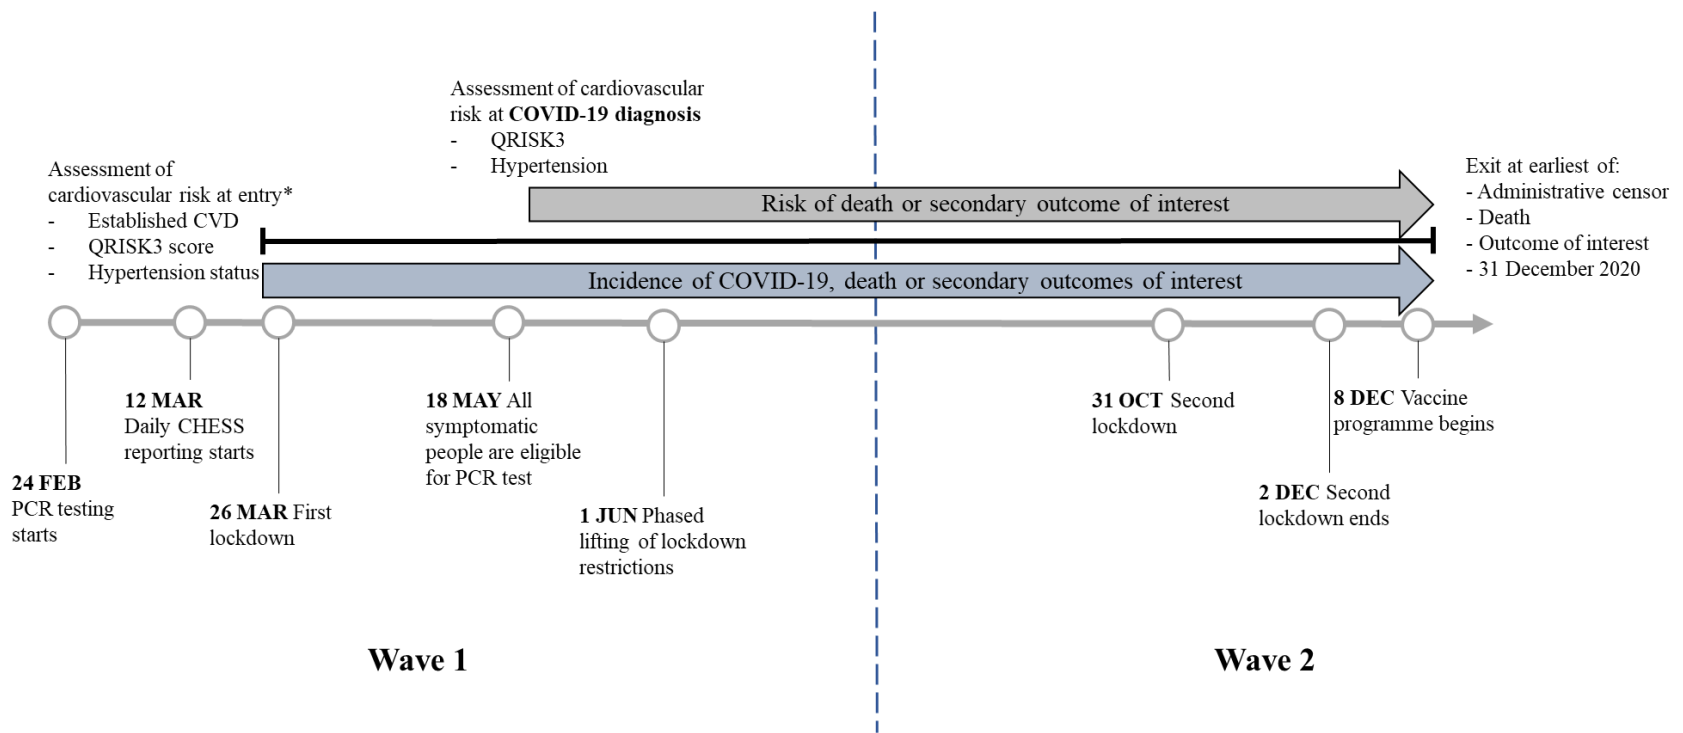 Assessment of cardiovascular
risk at COVID-19 diagnosis
- QRISK3
- Hypertension
Assessment of
cardiovascular risk at entry*
- Established CVD
- QRISK3 score
- Hypertension status
Risk of death or secondary outcome of interest
Incidence of COVID-19, death or secondary outcomes of interest
Exit at earliest of:
- Administrative censor
- Death
- Outcome of interest
- 31 December 2020
24 FEB
PCR testing
starts
12 MAR
Daily CHESS
reporting starts
26 MAR First
lockdown
18 MAY All
symptomatic
people are eligible
for PCR test
1 JUN Phased
lifting of lockdown
restrictions
31 OCT Second
lockdown
2 DEC Second
lockdown ends
8 DEC Vaccine
programme begins
Wave 1
Wave 2